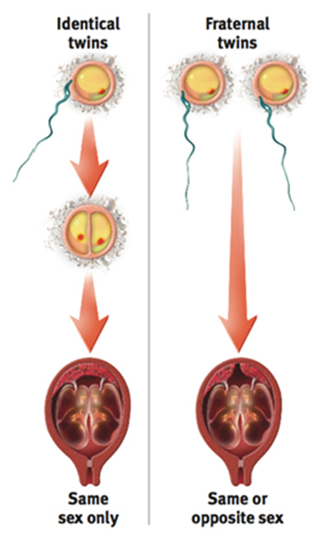 Identical
twins
Fraternal
twins
Same
sex only
Same or
opposite sex